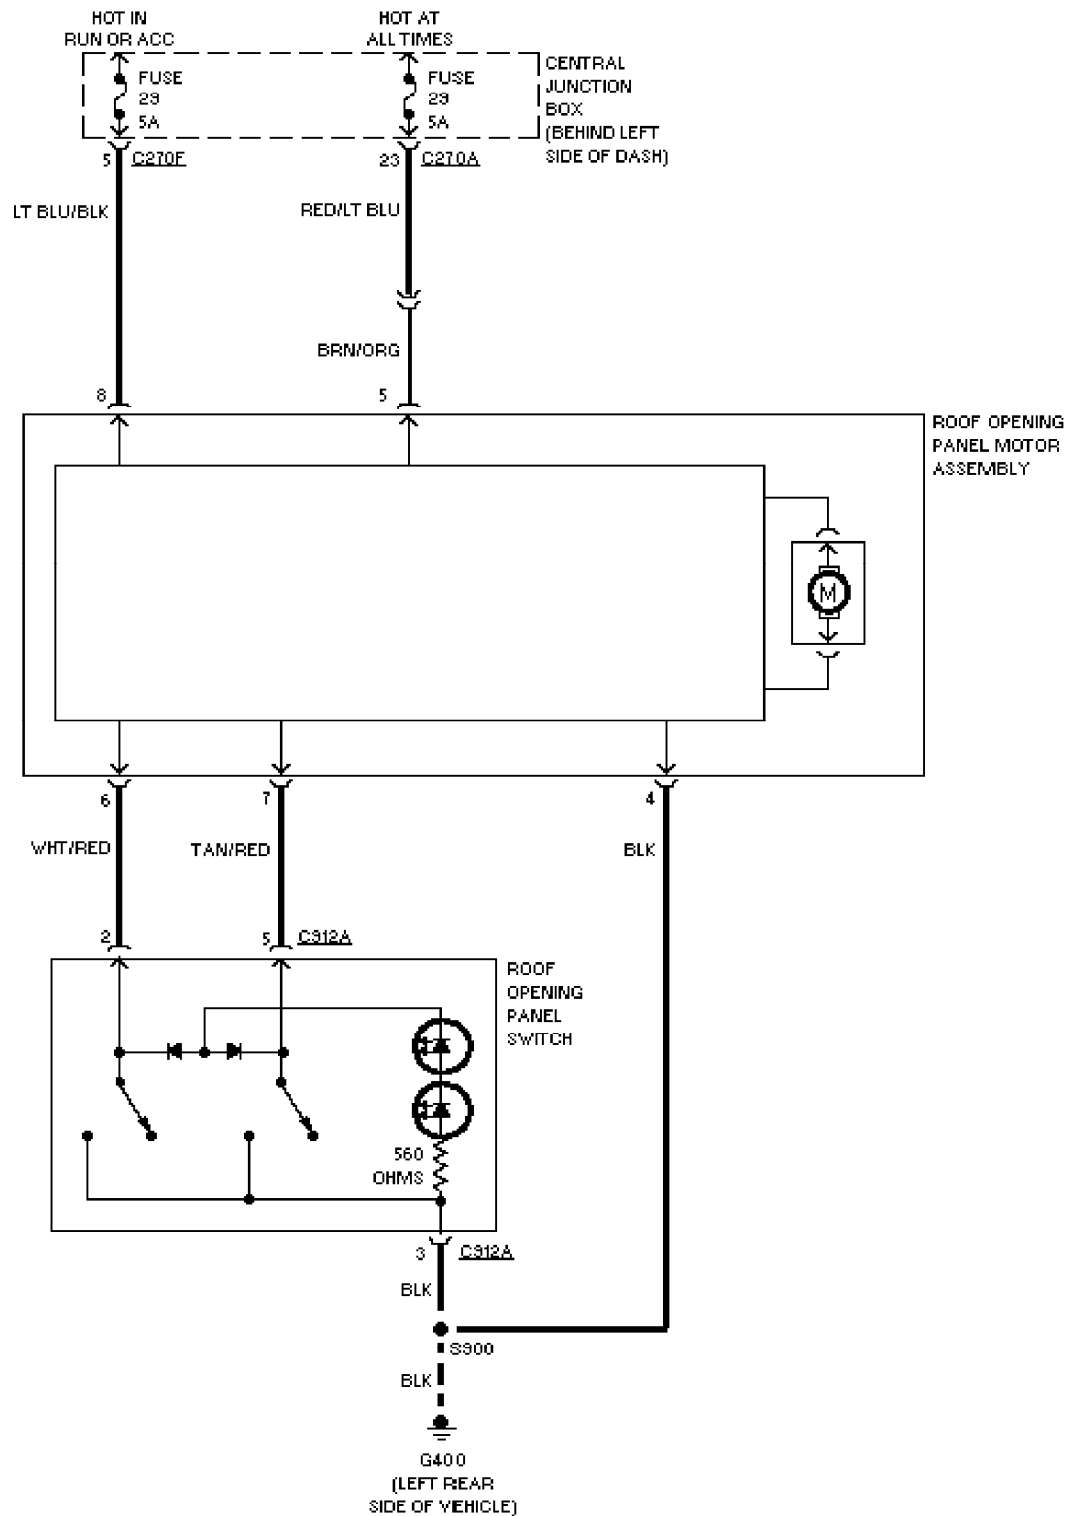 HOT IN
RUN OR ACC
HOT AT
ALL TIMES
FUSE
29
5A
FUSE
29
5A
CENTRAL
JUNCTION
BOX
(BEHIND LEFT
SIDE OF DASH)
5
C270F
23
C270A
LT BLU/BLK
RED/LT BLU
BRN/ORG
8
5
ROOF OPENING
PANEL MOTOR
ASSEMBLY
M
6
7
4
WHT/RED
TAN/RED
BLK
2
5
C912A
ROOF
OPENING
PANEL
SWITCH
560
OHMS
3
C912A
BLK
S900
BLK
G400
(LEFT REAR
SIDE OF VEHICLE)